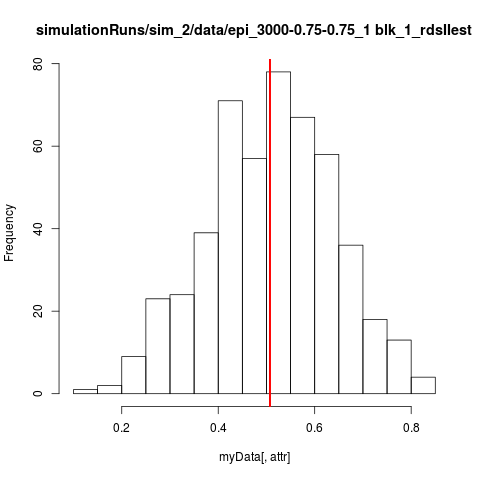 simulationRuns/sim_2/data/epi_3000-0.75-0.75_1 blk_1_rdsIlest
Frequency
80
60
40
20
0
0.2 0.4 0.6 0.8
myData[, attr]